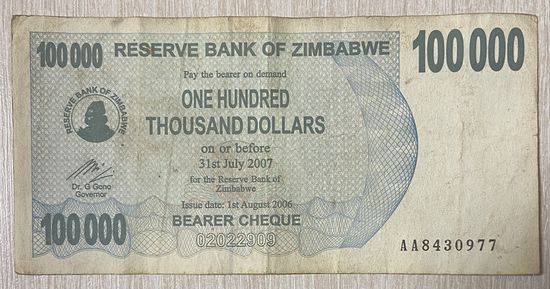 100 000
RESERVE BANK OF ZIMBABWE
100 000
Pay the bearer on demand
ONE HUNDRED
THOUSAND DOLLARS
on or before
31st July 2007
for the Reserve Bank of
Zimbabwe
RESERVE BANK OF ZIMBABWE
Dr. G Gono
Governor
Issue date: 1st August 2006
BEARER CHEQUE
100 000
02022909
AA8430977